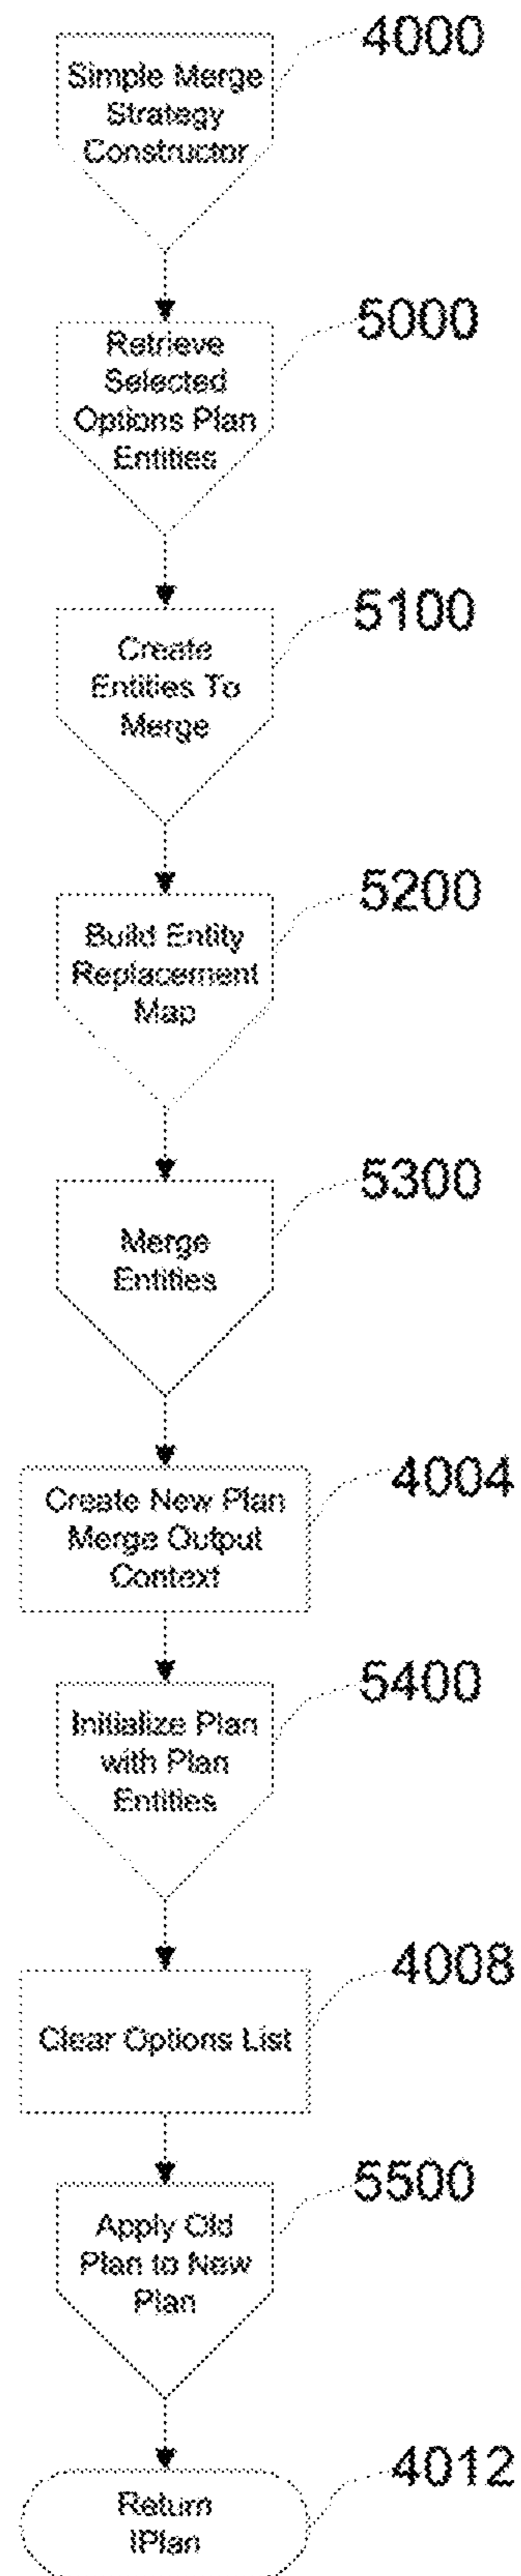 4000
Simple Merge
Strategy
Constructor
5000
Retrieve
Selected
Options Plan
Entities
5100
Create
Entities To
Merge
5200
Build Entity
Replacement
Map
5300
Merge
Entities
4004
Create New Plan
Merge Output
Context
5400
Initialize Plan
with Plan
Entities
4008
Clear Options List
5500
Apply Old
Plan to New
Plan
4012
Return
IPlan